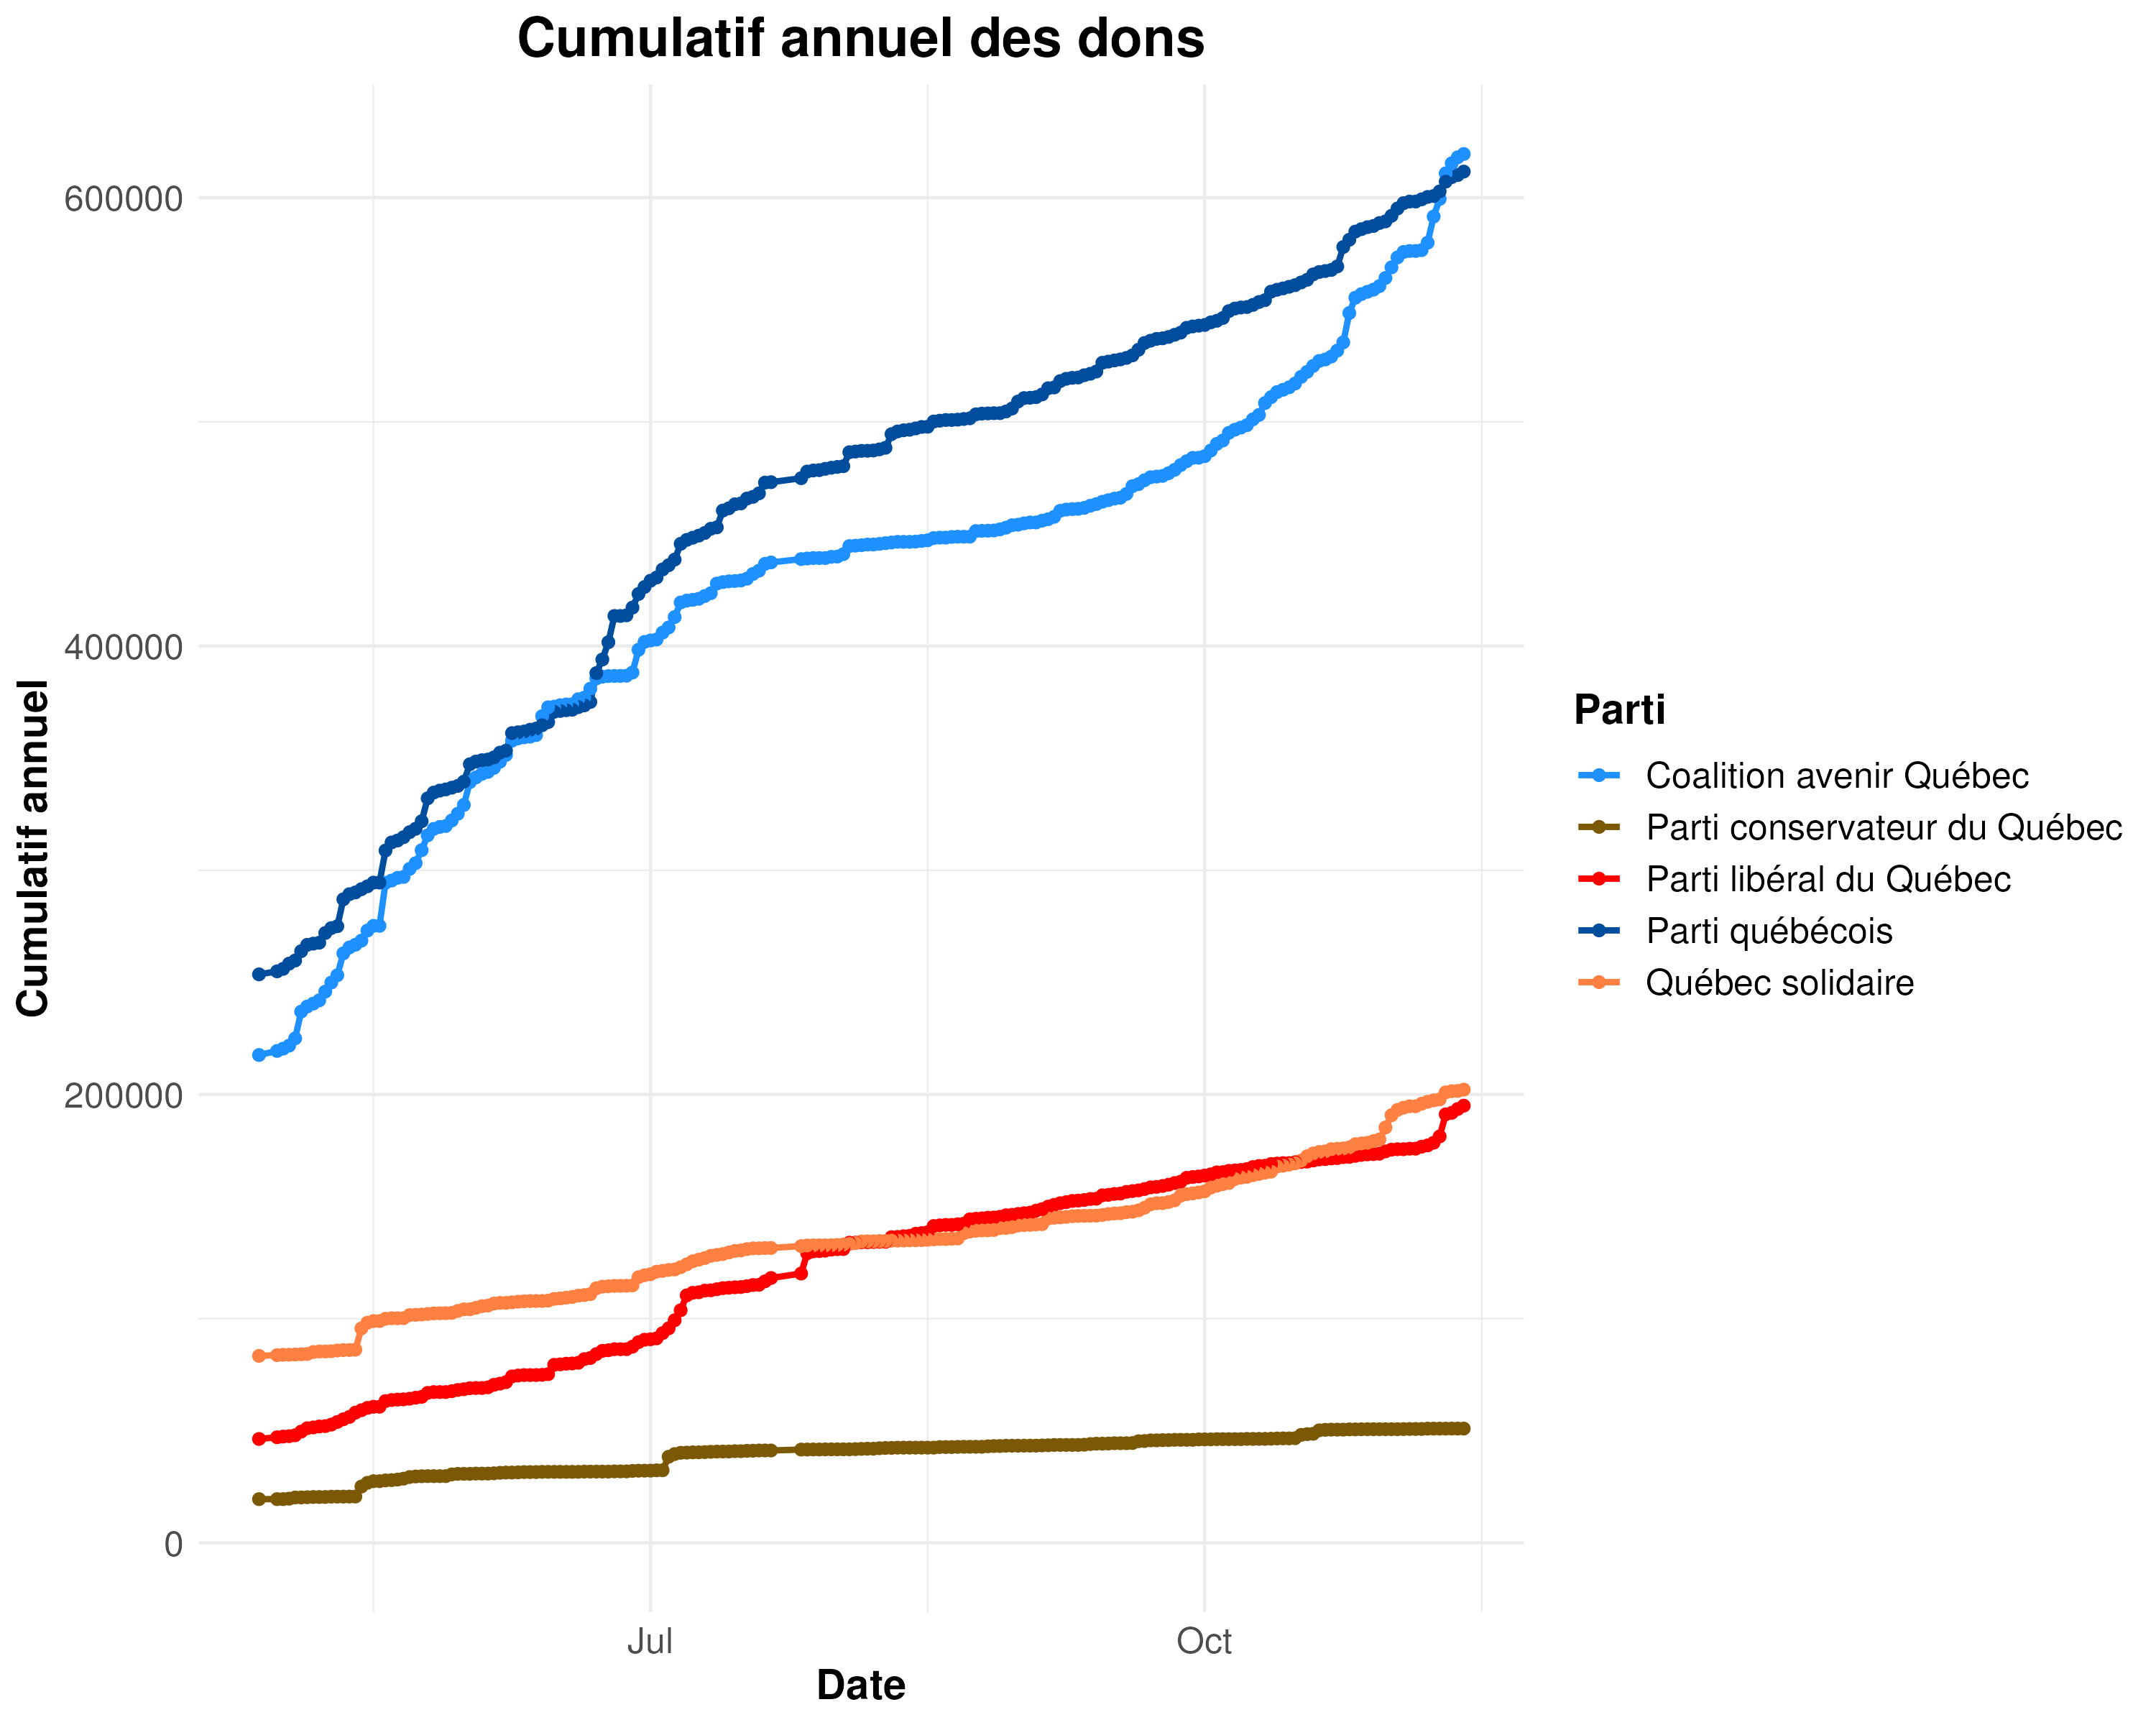 Cumulatif annuel des dons
Cumulatif annuel
600000
400000
200000
0
Jul
Oct
Date
Parti
Coalition avenir Québec
Parti conservateur du Québec
Parti libéral du Québec
Parti québécois
Québec solidaire